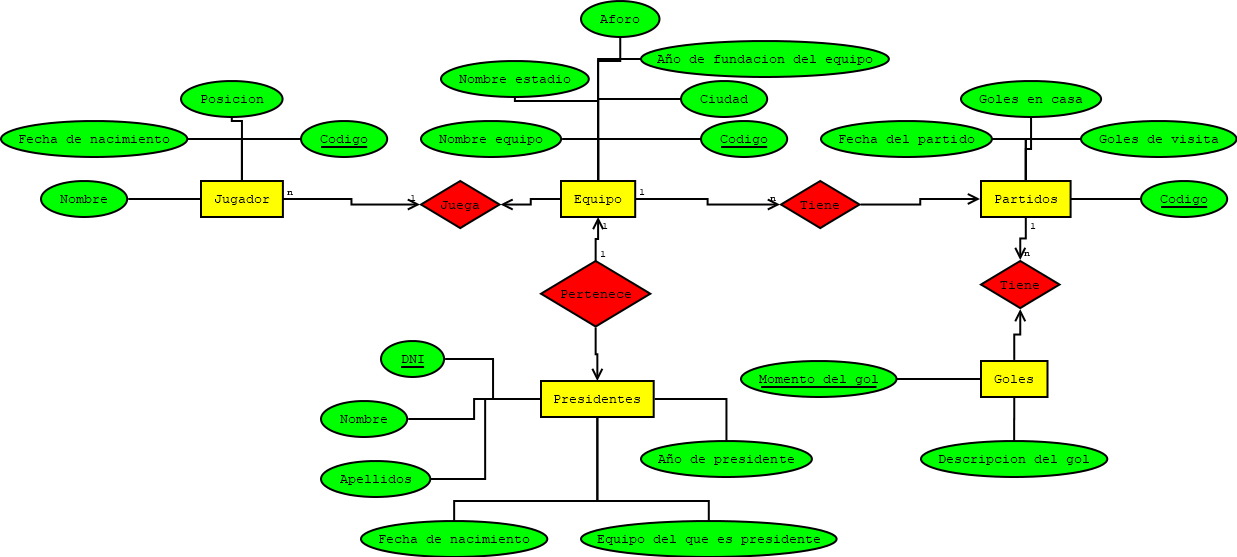 Aforo
Año de fundacion del equipo
Nombre estadio
Posicion
Ciudad
Goles en casa
Fecha de nacimiento
Codigo
Nombre equipo
Codigo
Fecha del partido
Goles de visita
Nombre
Jugador
n
1
Juega
Equipo
1
n
Tiene
Partidos
Codigo
1
1
1
n
Pertenece
Tiene
DNI
Momento del gol
Goles
Presidentes
Nombre
Año de presidente
Descripcion del gol
Apellidos
Fecha de nacimiento
Equipo del que es presidente